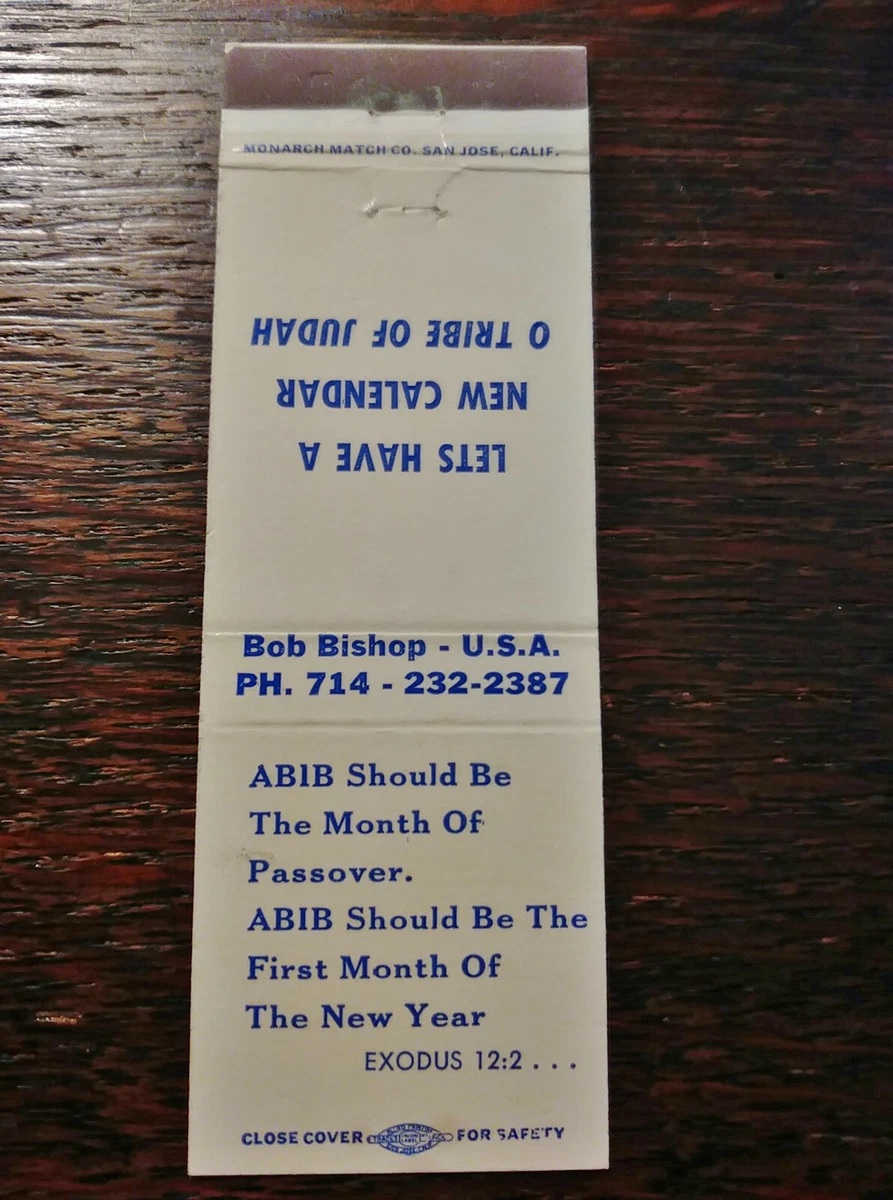 MONARCH MATCH CO. SAN JOSE, CALIF.
LETS HAVE A
NEW CALENDAR
O TRIBE OF JUDAH
Bob Bishop - U.S.A.
PH. 714 - 232-2387
ABIB Should Be
The Month Of
Passover.
ABIB Should Be The
First Month Of
The New Year
EXODUS 12:2 . . .
CLOSE COVER FOR SAFETY